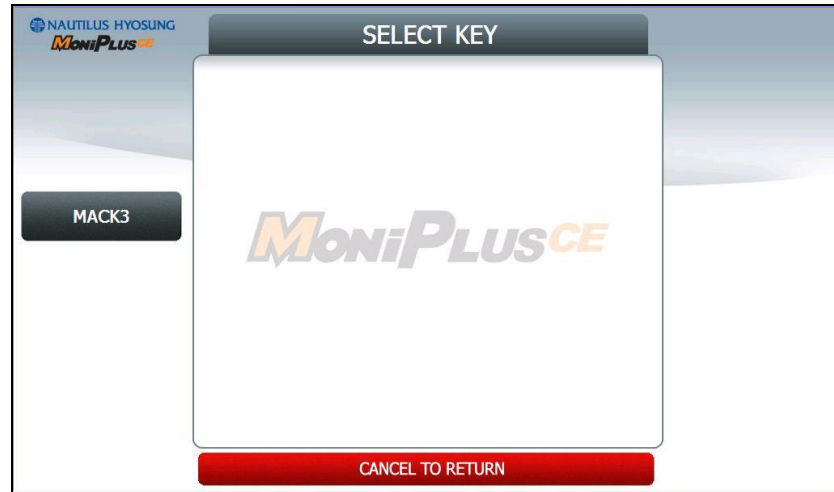 NAUTILUS HYOSUNG
MONIPLUSCE
SELECT KEY
MACK3
MONIPLUSCE
CANCEL TO RETURN